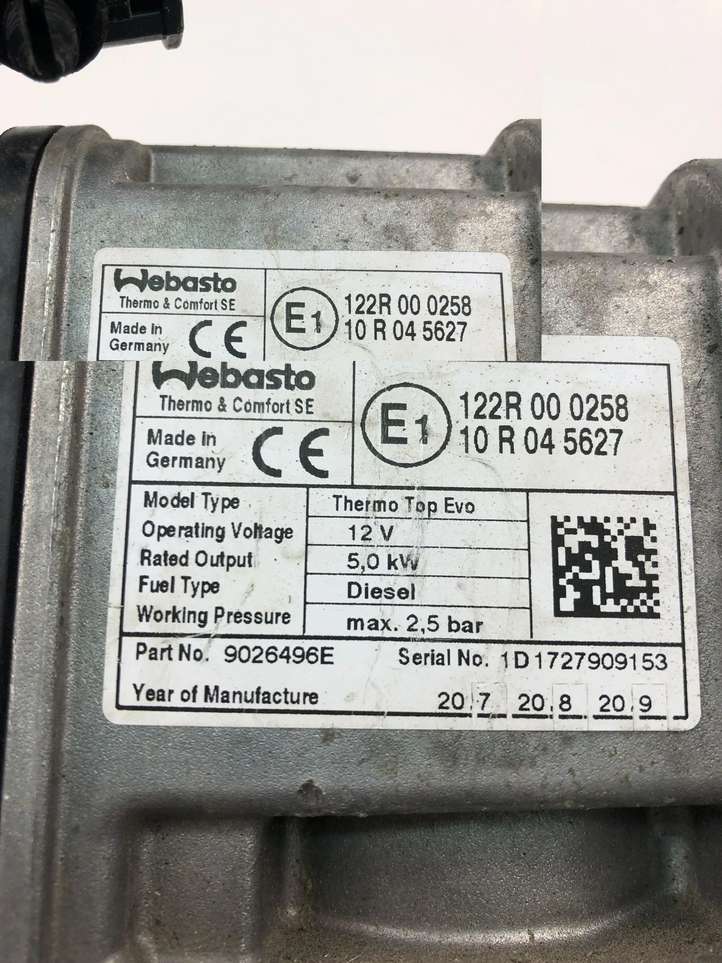 Webasto
Thermo & Comfort SE
Made in
Germany
CE
E1
122R 00 0258
10 R 04 5627
Webasto
Thermo & Comfort SE
Made in
Germany
CE
E1
122R 00 0258
10 R 04 5627
Model Type Thermo Top Evo
Operating Voltage 12 V
Rated Output 5,0 kW
Fuel Type Diesel
Working Pressure max. 2,5 bar
Part No. 9026496E Serial No. 1D1727909153
Year of Manufacture 20 7 20 8 20 9